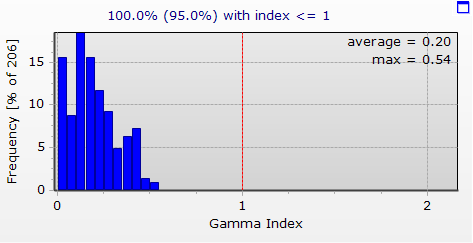 100.0% (95.0%) with index <= 1
average = 0.20
max = 0.54
15
10
5
0
Frequency [% of 206]
0
1
2
Gamma Index